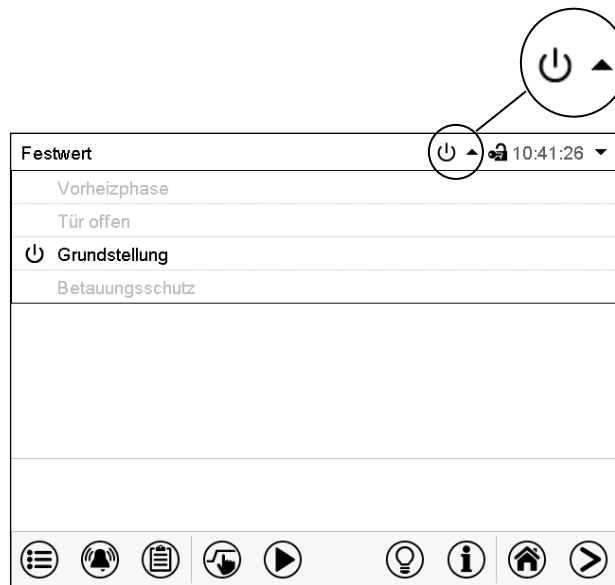 Festwert 10:41:26
Vorheizphase
Tür offen
Grundstellung
Betauungsschutz